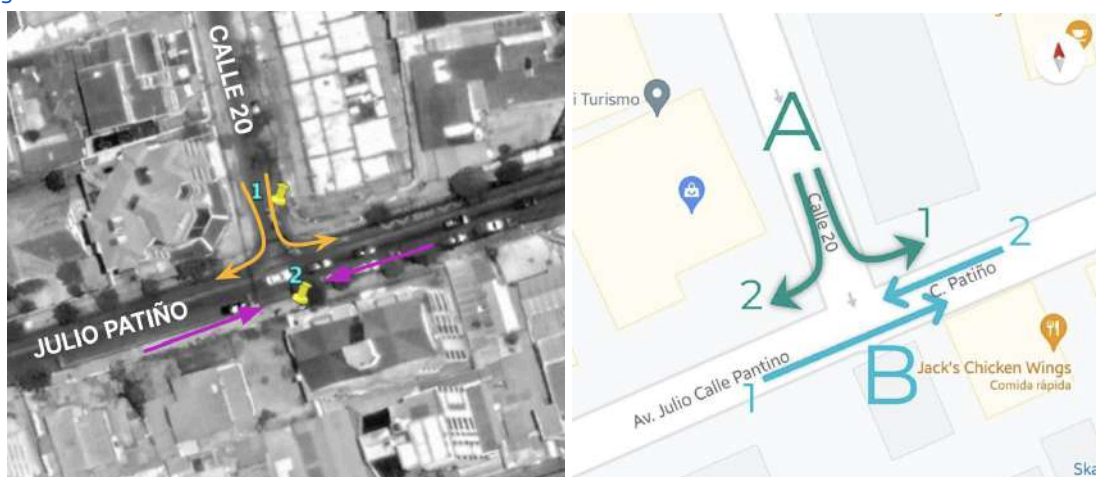 CALLE 20
1
2
JULIO PATIÑO
i Turismo
A
Calle 20
1
2
2
C. Patiño
Av. Julio Calle Pantino
1
B
Jack's Chicken Wings
Comida rápida
Ska